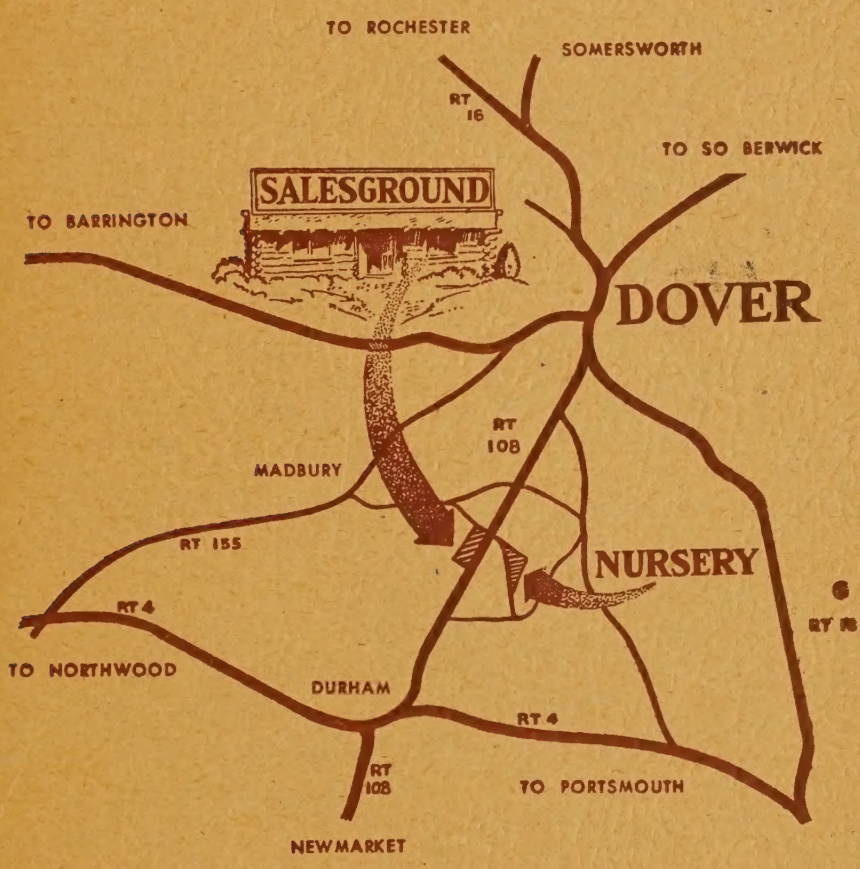 TO ROCHESTER
SOMERSWORTH
RT
16
TO SO BERWICK
SALESGROUND
TO BARRINGTON
DOVER
RT
108
MADBURY
RT 155
NURSERY
RT 4
RT
TO NORTHWOOD
DURHAM
RT 4
RT
108
TO PORTSMOUTH
NEWMARKET